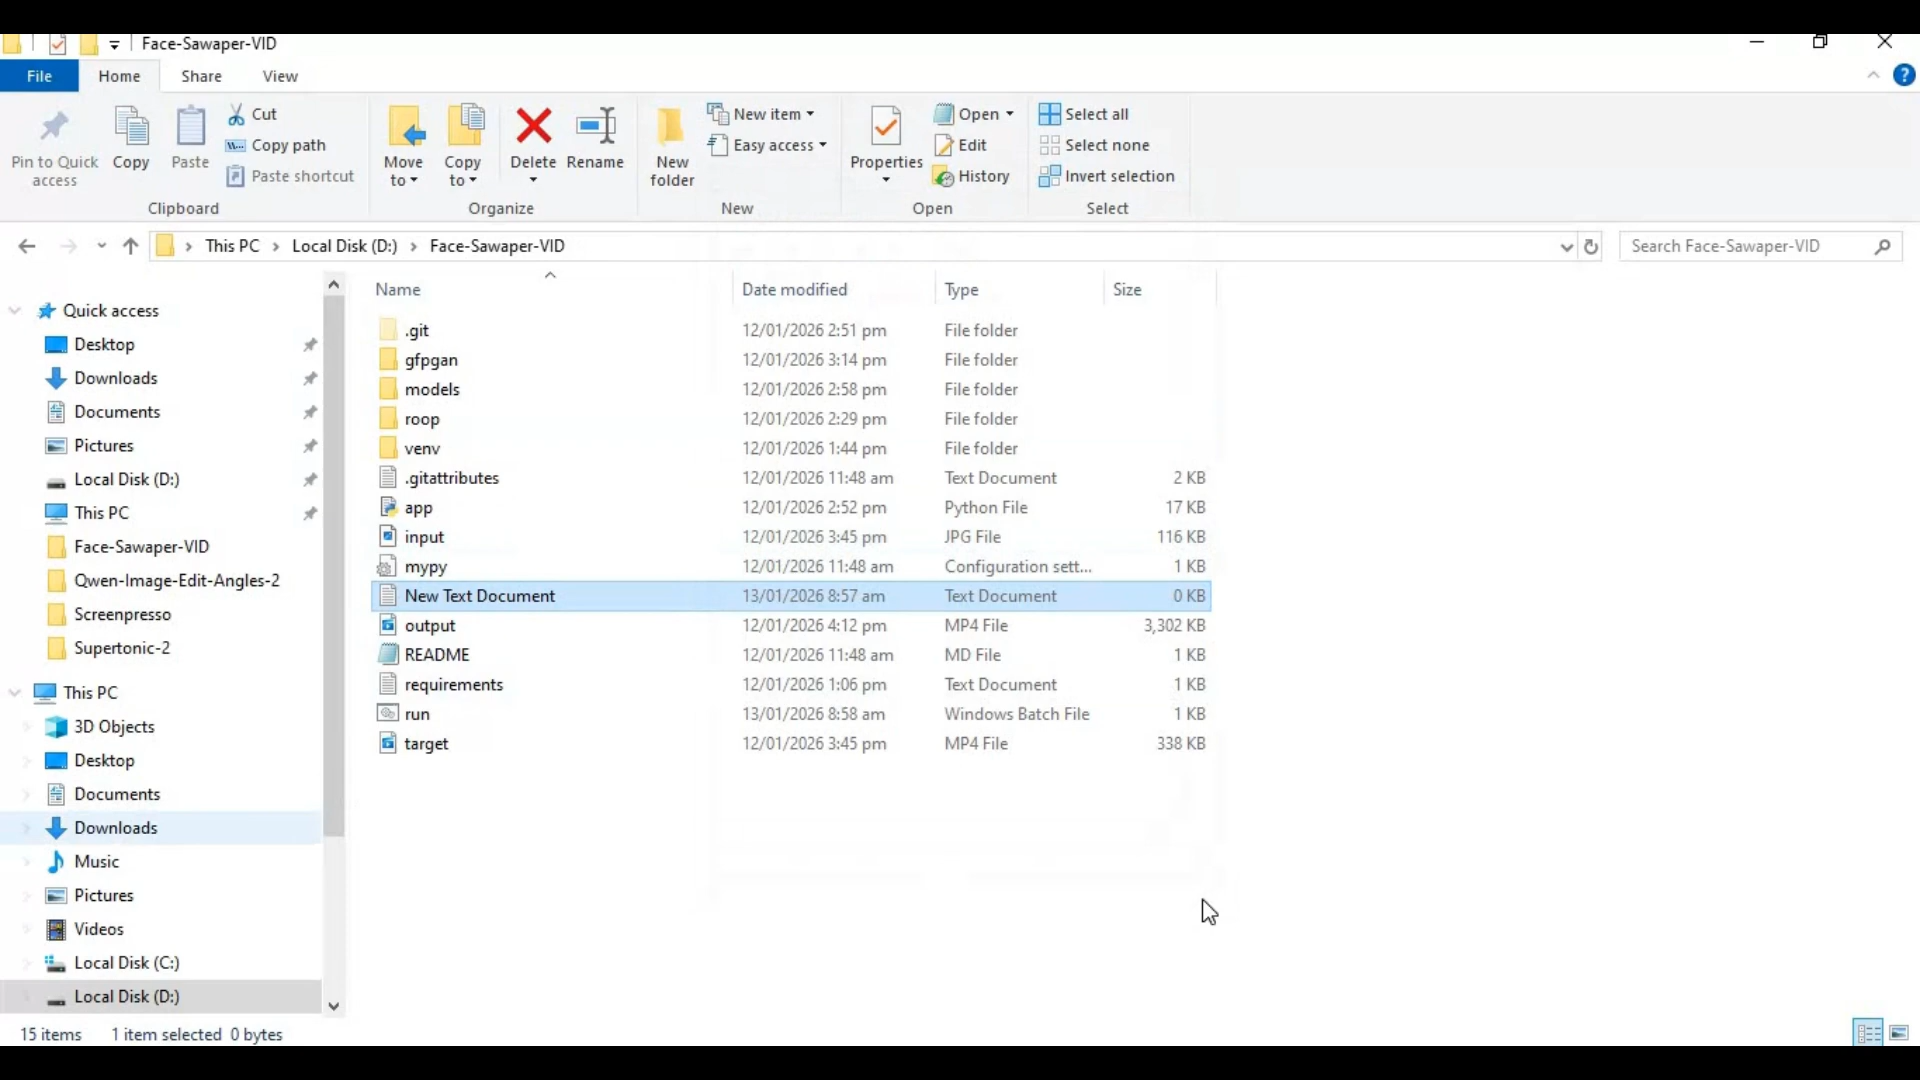 Face-Sawaper-VID
File Home Share View
Pin to Quick access
Copy
Paste
Cut
Copy path
Paste shortcut
Clipboard
Move to
Copy to
Delete
Rename
Organize
New folder
New item
Easy access
New
Properties
Open
Edit
History
Open
Select all
Select none
Invert selection
Select
This PC › Local Disk (D:) › Face-Sawaper-VID
Search Face-Sawaper-VID
Quick access
Desktop
Downloads
Documents
Pictures
Local Disk (D:)
This PC
Face-Sawaper-VID
Qwen-Image-Edit-Angles-2
Screenpresso
Supertonic-2
This PC
3D Objects
Desktop
Documents
Downloads
Music
Pictures
Videos
Local Disk (C:)
Local Disk (D:)
Name Date modified Type Size
.git 12/01/2026 2:51 pm File folder
gfpgan 12/01/2026 3:14 pm File folder
models 12/01/2026 2:58 pm File folder
roop 12/01/2026 2:29 pm File folder
venv 12/01/2026 1:44 pm File folder
.gitattributes 12/01/2026 11:48 am Text Document 2 KB
app 12/01/2026 2:52 pm Python File 17 KB
input 12/01/2026 3:45 pm JPG File 116 KB
mypy 12/01/2026 11:48 am Configuration sett... 1 KB
New Text Document 13/01/2026 8:57 am Text Document 0 KB
output 12/01/2026 4:12 pm MP4 File 3,302 KB
README 12/01/2026 11:48 am MD File 1 KB
requirements 12/01/2026 1:06 pm Text Document 1 KB
run 13/01/2026 8:58 am Windows Batch File 1 KB
target 12/01/2026 3:45 pm MP4 File 338 KB
15 items 1 item selected 0 bytes